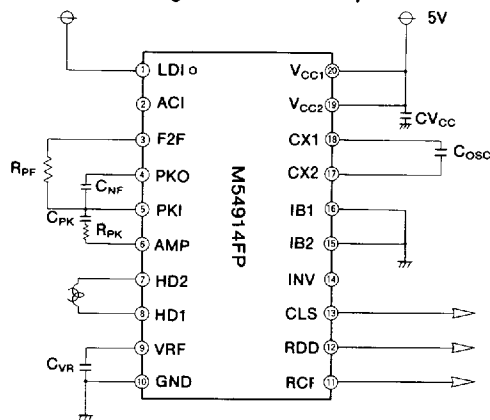 5V
1 LDI
2 ACI
3 F2F
4 PKO
5 PKI
6 AMP
7 HD2
8 HD1
9 VRF
10 GND
M54914FP
20 VCC1
19 VCC2
18 CX1
17 CX2
16 IB1
15 IB2
14 INV
13 CLS
12 RDD
11 RCF
RPF
CNF
CPK
RPK
CVR
CVCC
COSC